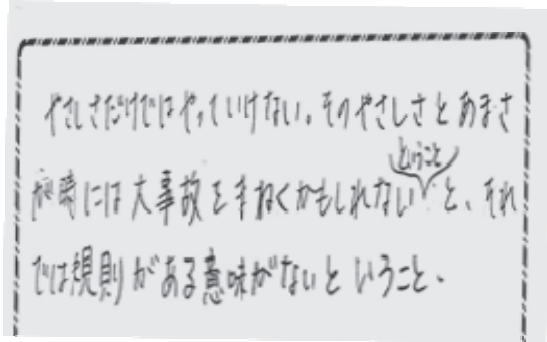 やさしさだけではやっていけない。そのやさしさとあまさ
時には大事故をまねくかもしれないということと、それ
では規則がある意味がないということ、